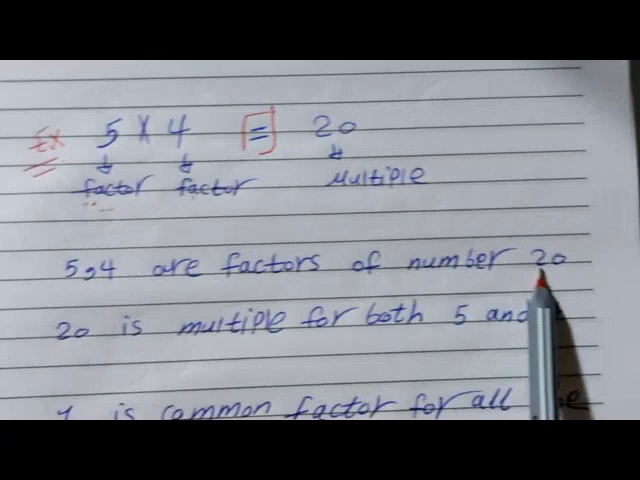 Ex 5 x 4 = 20
factor factor Multiple
5,4 are factors of number 20
20 is multiple for both 5 and
1 is common factor for all